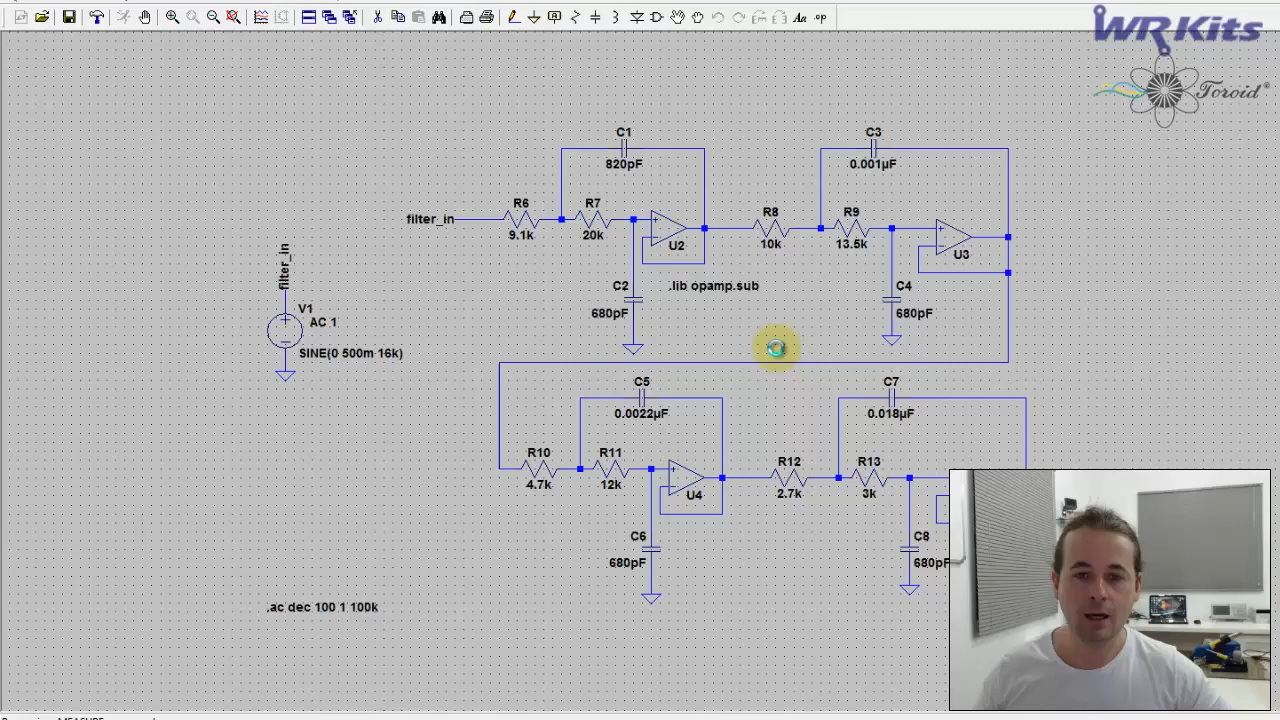 Aa .op
WRKits
Toroid®
C1
820pF
C3
0.001µF
filter_in
R6
9.1k
R7
20k
U2
R8
10k
R9
13.5k
U3
C2
680pF
.lib opamp.sub
C4
680pF
filter_in
V1
AC 1
SINE(0 500m 16k)
C5
0.0022µF
C7
0.018µF
R10
4.7k
R11
12k
U4
R12
2.7k
R13
3k
C6
680pF
C8
680pF
.ac dec 100 1 100k